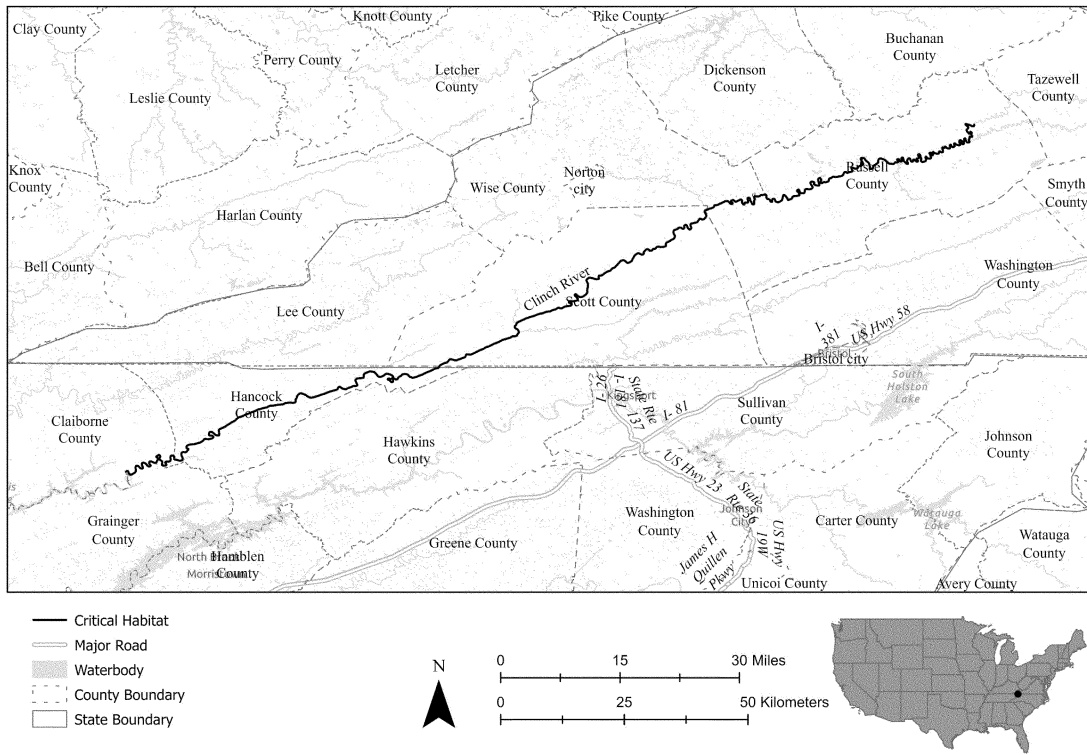 Clay County
Knott County
Pike County
Buchanan
County
Perry County
Letcher
County
Dickenson
County
Tazewell
County
Leslie County
Knox
County
Norton
city
Wise County
Russell
County
Smyth
County
Harlan County
Bell County
Clinch River
Scott County
Washington
County
Lee County
I-
381
US Hwy 58
Bristol
Bristol city
South
Holston
Lake
Hancock
County
Claiborne
County
I- 26
I- 181
State Rte
137
Kingsport
I- 81
Sullivan
County
Hawkins
County
Johnson
County
US Hwy 23
State
Rte 36
Johnson
City
Grainger
County
Washington
County
Carter County
Watauga
Lake
Greene County
US Hwy
19W
Watauga
County
Hamblen
County
James H
Quillen
Pkwy
Unicoi County
Avery County
Critical Habitat
Major Road
Waterbody
County Boundary
State Boundary
N
0 15 30 Miles
0 25 50 Kilometers